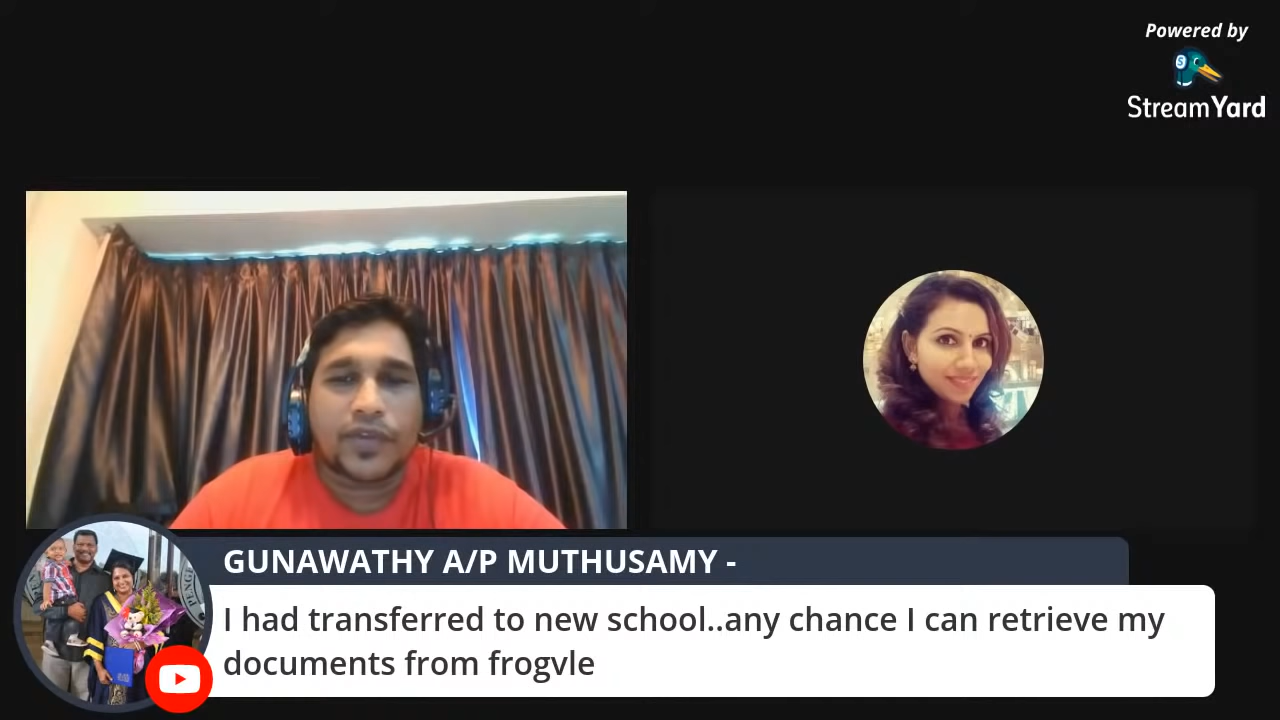 Powered by
StreamYard
GUNAWATHY A/P MUTHUSAMY -
I had transferred to new school..any chance I can retrieve my
documents from frogvle